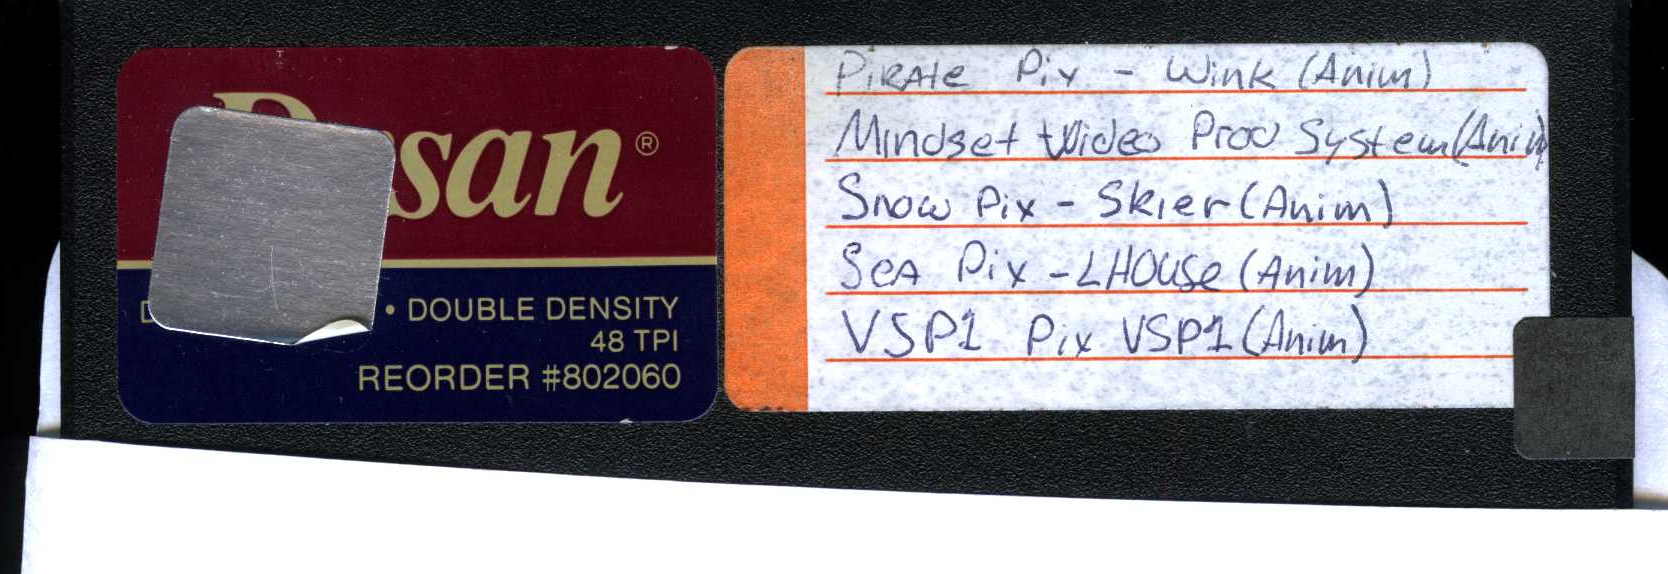 san®
• DOUBLE DENSITY
48 TPI
REORDER #802060
Pirate Pix - Wink (Anim)
Mindset Video Prod System (Anim)
Snow Pix - Skier (Anim)
Sea Pix - LHouse (Anim)
VSP1 Pix VSP1 (Anim)